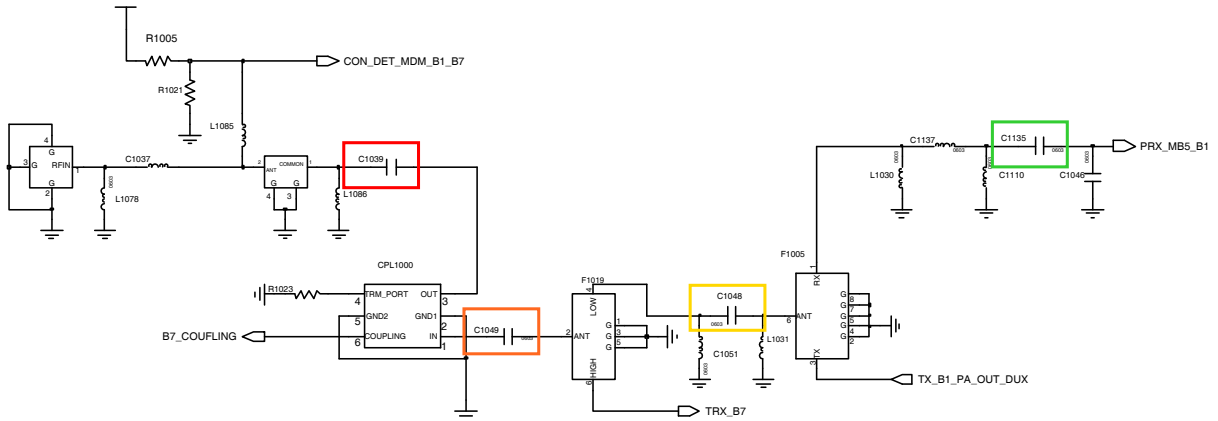 R1005
CON_DET_MDM_B1_B7
R1021
L1085
4
G
3
G
RFIN
1
G
2
C1037
0603
L1078
2
COMMON
1
ANT
G
G
4
3
C1039
L1086
C1137
0603
C1135
0603
PRX_MB5_B1
L1030
C1110
C1046
0603
CPL1000
R1023
TRM_PORT
OUT
4
3
GND2
GND1
5
2
B7_COUFLING
COUPLING
IN
6
1
C1049
0603
F1019
4
LOW
2
ANT
G
1
G
3
G
5
HIGH
6
TRX_B7
C1048
0603
C1051
0603
L1031
F1005
1
RX
6
ANT
G
8
G
7
G
5
G
4
G
2
TX
3
TX_B1_PA_OUT_DUX